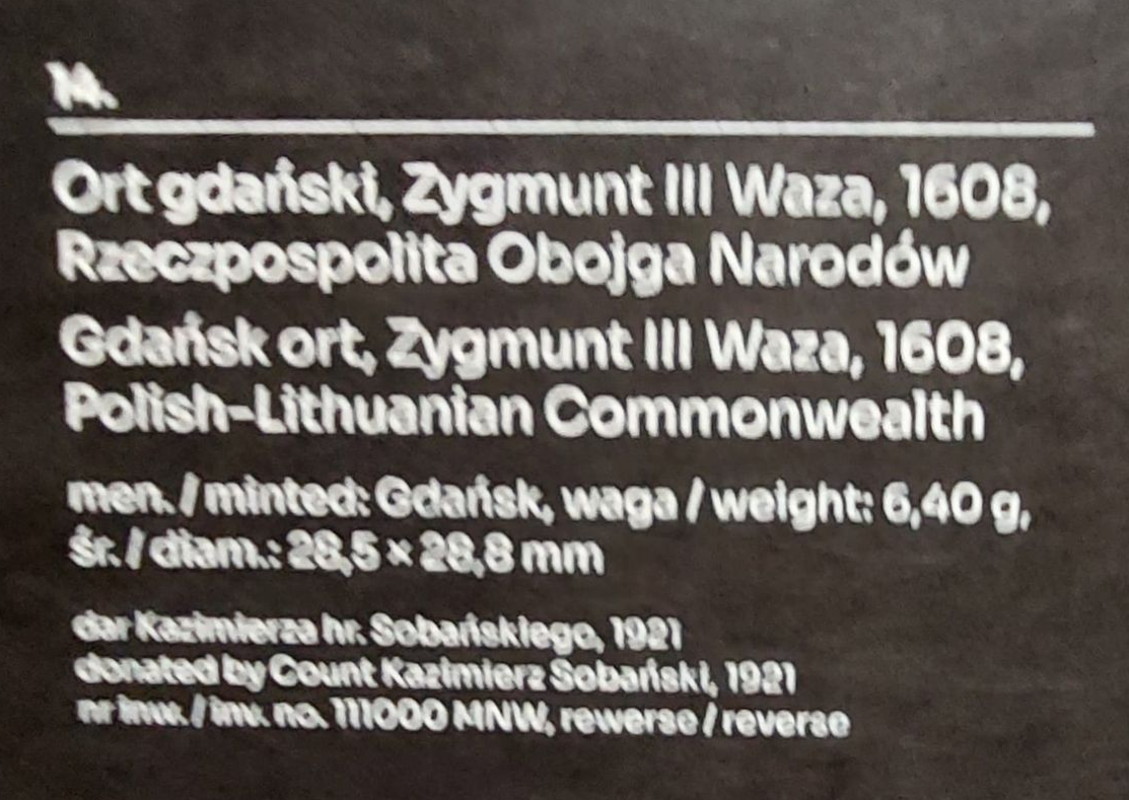 14.
Ort gdański, Zygmunt III Waza, 1608,
Rzeczpospolita Obojga Narodów
Gdańsk ort, Zygmunt III Waza, 1608,
Polish-Lithuanian Commonwealth
men. / minted: Gdańsk, waga / weight: 6,40 g,
śr. / diam.: 28,5 × 28,8 mm
dar Kazimierza hr. Sobańskiego, 1921
donated by Count Kazimierz Sobański, 1921
nr inw. / inv. no. 111000 MNW, rewerse / reverse